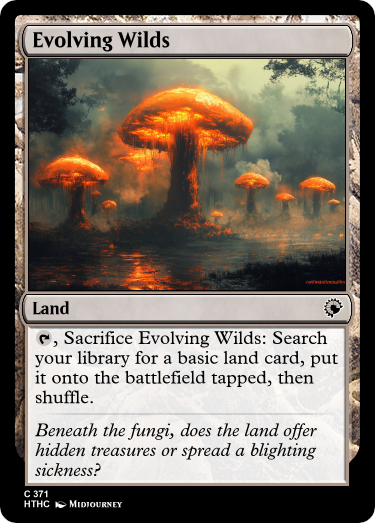 Evolving Wilds
Land
, Sacrifice Evolving Wilds: Search
your library for a basic land card, put
it onto the battlefield tapped, then
shuffle.
Beneath the fungi, does the land offer
hidden treasures or spread a blighting
sickness?
C 371
HTHC Midjourney